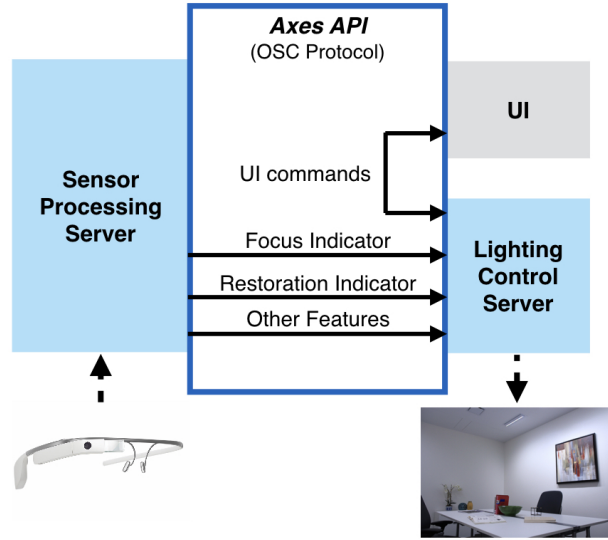 Axes API
(OSC Protocol)
UI
Sensor
Processing
Server
UI commands
Focus Indicator
Restoration Indicator
Other Features
Lighting
Control
Server